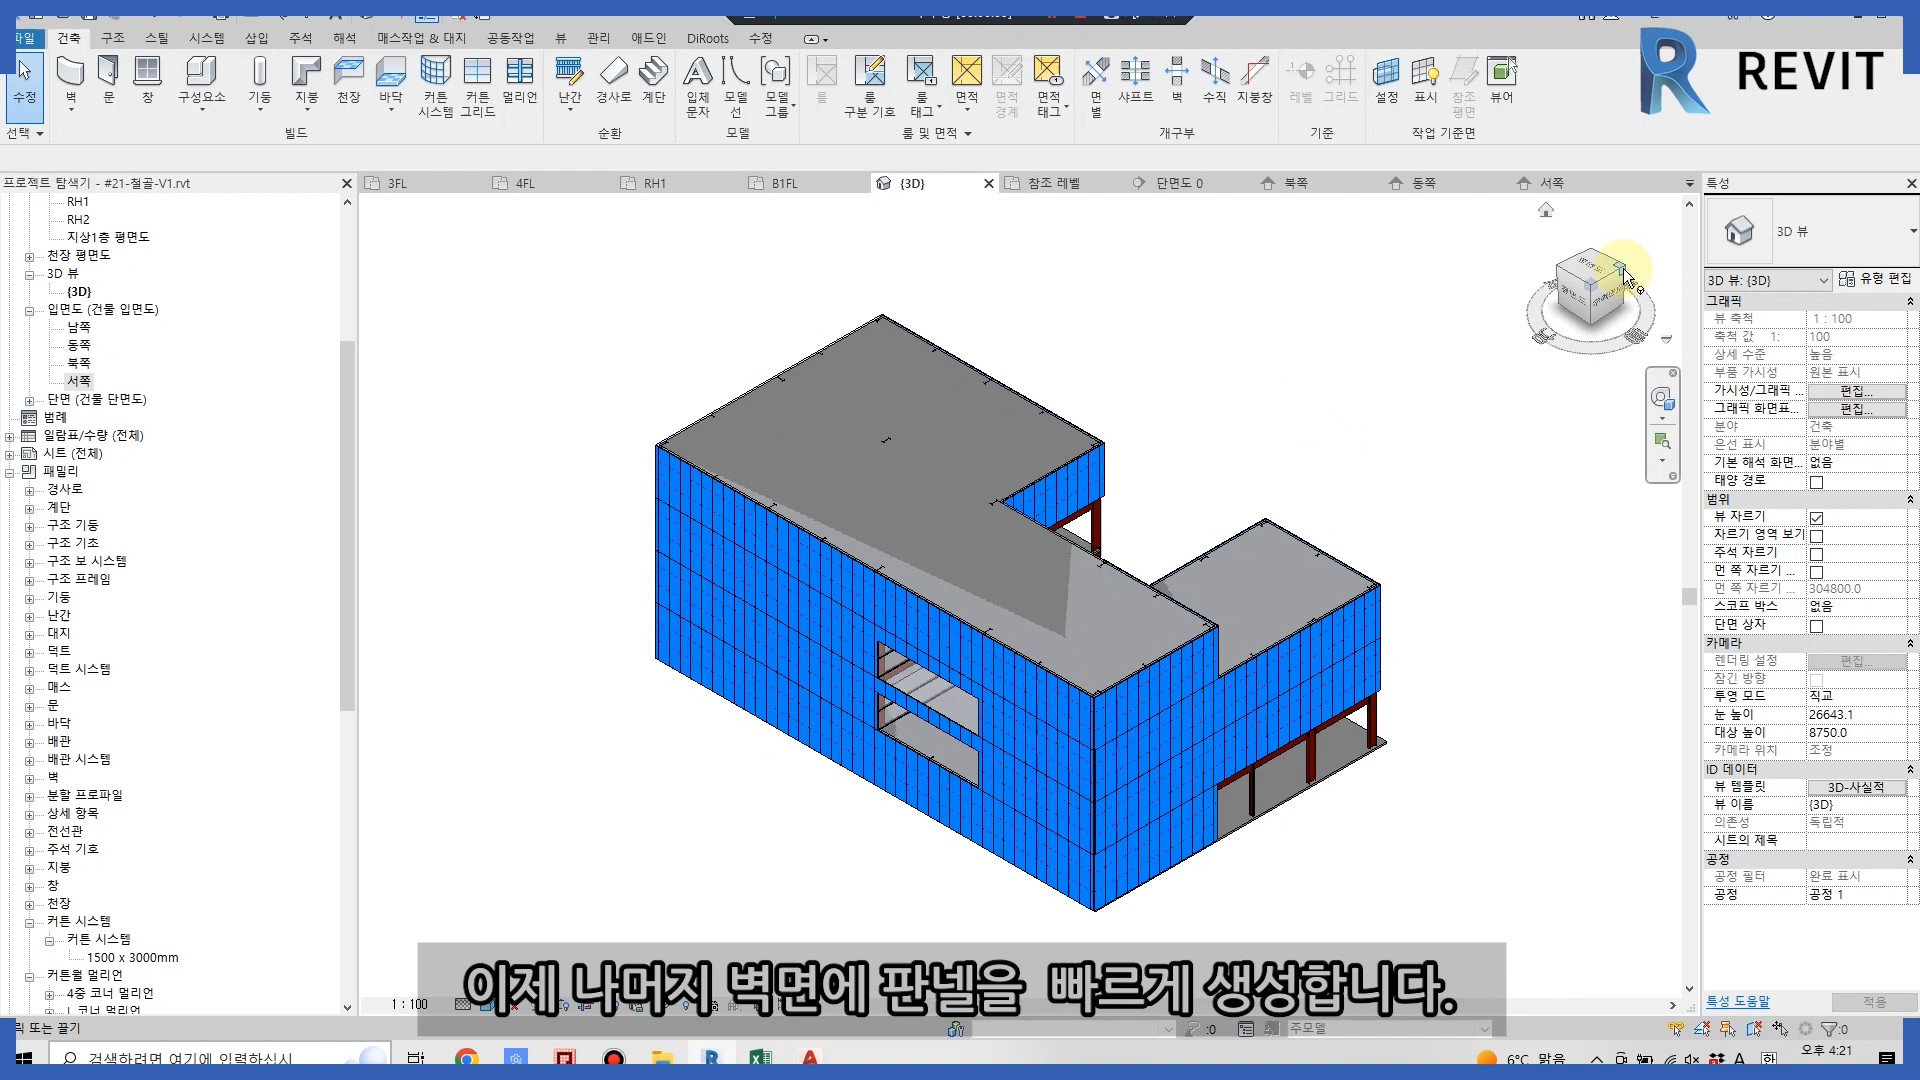 REVIT
파일 건축 구조 스틸 시스템 삽입 주석 해석 매스작업 & 대지 공동작업 뷰 관리 애드인 DiRoots 수정
수정 벽 문 창 구성요소 기둥 지붕 천장 바닥 커튼 시스템 커튼 그리드 멀리언 난간 경사로 계단 입체 문자 모델 선 모델 그룹 룸 룸 구분 기호 룸 태그 면적 면적 경계 면적 태그 면 별 샤프트 벽 수직 지붕창 레벨 그리드 설정 표시 참조 평면 뷰어
선택 빌드 순환 모델 룸 및 면적 개구부 기준 작업 기준면
프로젝트 탐색기 - #21-철골-V1.rvt
3FL 4FL RH1 B1FL {3D} 참조 레벨 단면도 0 북쪽 동쪽 서쪽
RH1
RH2
지상1층 평면도
천장 평면도
3D 뷰
{3D}
입면도 (건물 입면도)
남쪽
동쪽
북쪽
서쪽
단면 (건물 단면도)
범례
일람표/수량 (전체)
시트 (전체)
패밀리
경사로
계단
구조 기둥
구조 기초
구조 보 시스템
구조 프레임
기둥
난간
대지
덕트
덕트 시스템
매스
문
바닥
배관
배관 시스템
벽
분할 프로파일
상세 항목
전선관
주석 기호
지붕
창
천장
커튼 시스템
커튼 시스템
1500 x 3000mm
커튼월 멀리언
4중 코너 멀리언
L 코너 멀리언
특성
3D 뷰
3D 뷰: {3D} 유형 편집
그래픽
뷰 축척 1 : 100
축척 값 1: 100
상세 수준 높음
부품 가시성 원본 표시
가시성/그래픽 ... 편집...
그래픽 화면표... 편집...
분야 건축
은선 표시 분야별
기본 해석 화면... 없음
태양 경로
범위
뷰 자르기
자르기 영역 보기
주석 자르기
먼 쪽 자르기 ...
먼 쪽 자르기 ... 304800.0
스코프 박스 없음
단면 상자
카메라
렌더링 설정 편집...
잠긴 방향
투영 모드 직교
눈 높이 26643.1
대상 높이 8750.0
카메라 위치 조정
ID 데이터
뷰 템플릿 3D-사실적
뷰 이름 {3D}
의존성 독립적
시트의 제목
공정
공정 필터 완료 표시
공정 공정 1
특성 도움말 적용
1 : 100
이제 나머지 벽면에 판넬을 빠르게 생성합니다.
릭 또는 끌기 :0 주모델 :0
검색하려면 여기에 입력하십시 6°C 맑음 A 한 오후 4:21